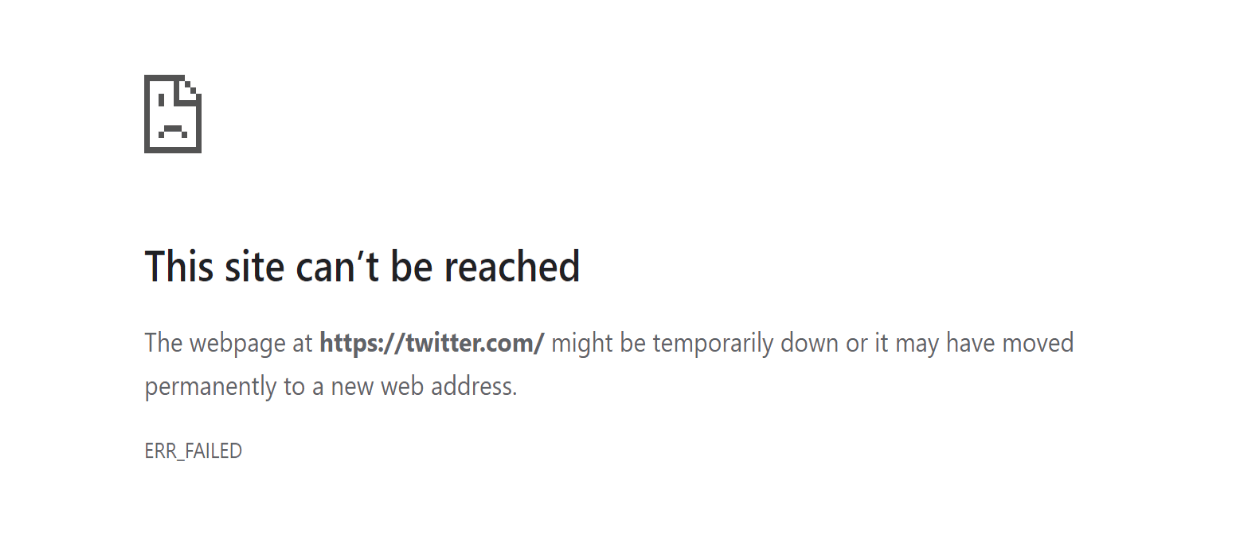 This site can’t be reached
The webpage at https://twitter.com/ might be temporarily down or it may have moved
permanently to a new web address.
ERR_FAILED